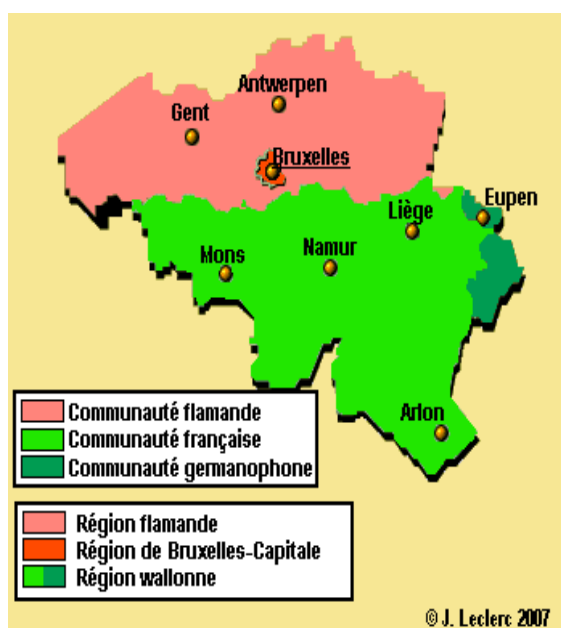 Antwerpen
Gent
Bruxelles
Eupen
Liège
Namur
Mons
Arlon
Communauté flamande
Communauté française
Communauté germanophone
Région flamande
Région de Bruxelles-Capitale
Région wallonne
© J. Leclerc 2007